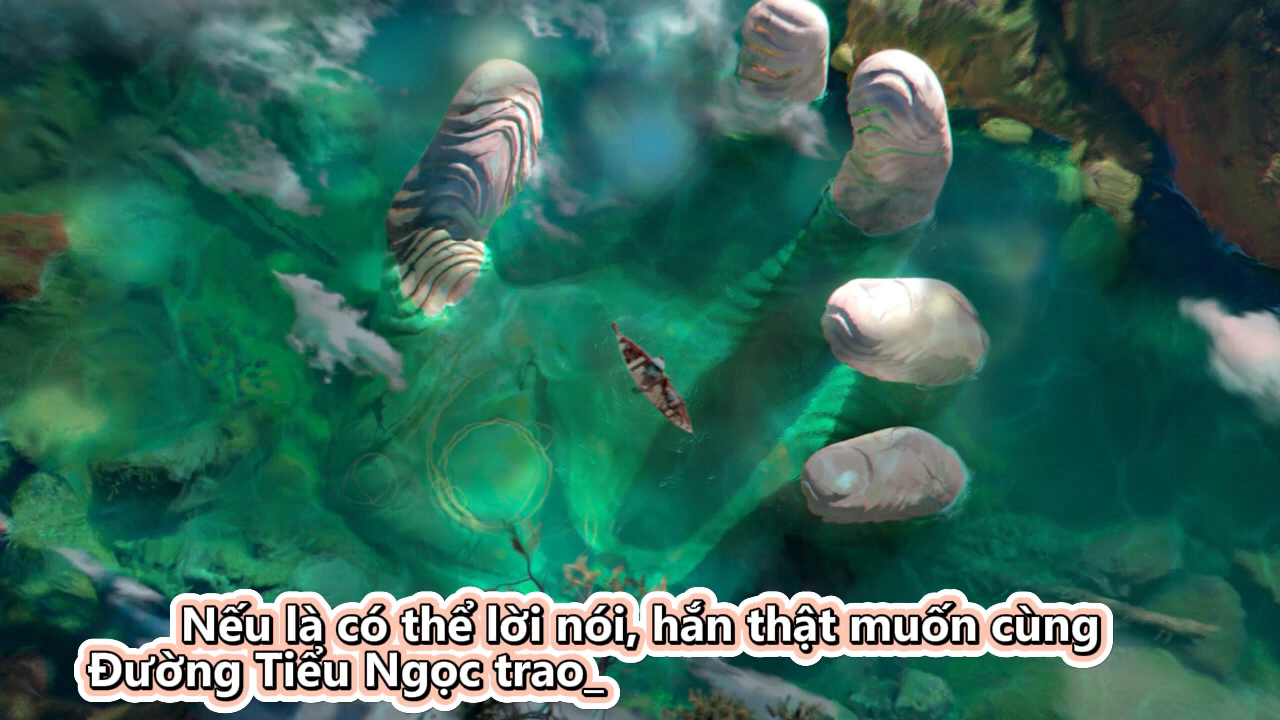 Nếu là có thể lời nói, hắn thật muốn cùng
Đường Tiểu Ngọc trao_